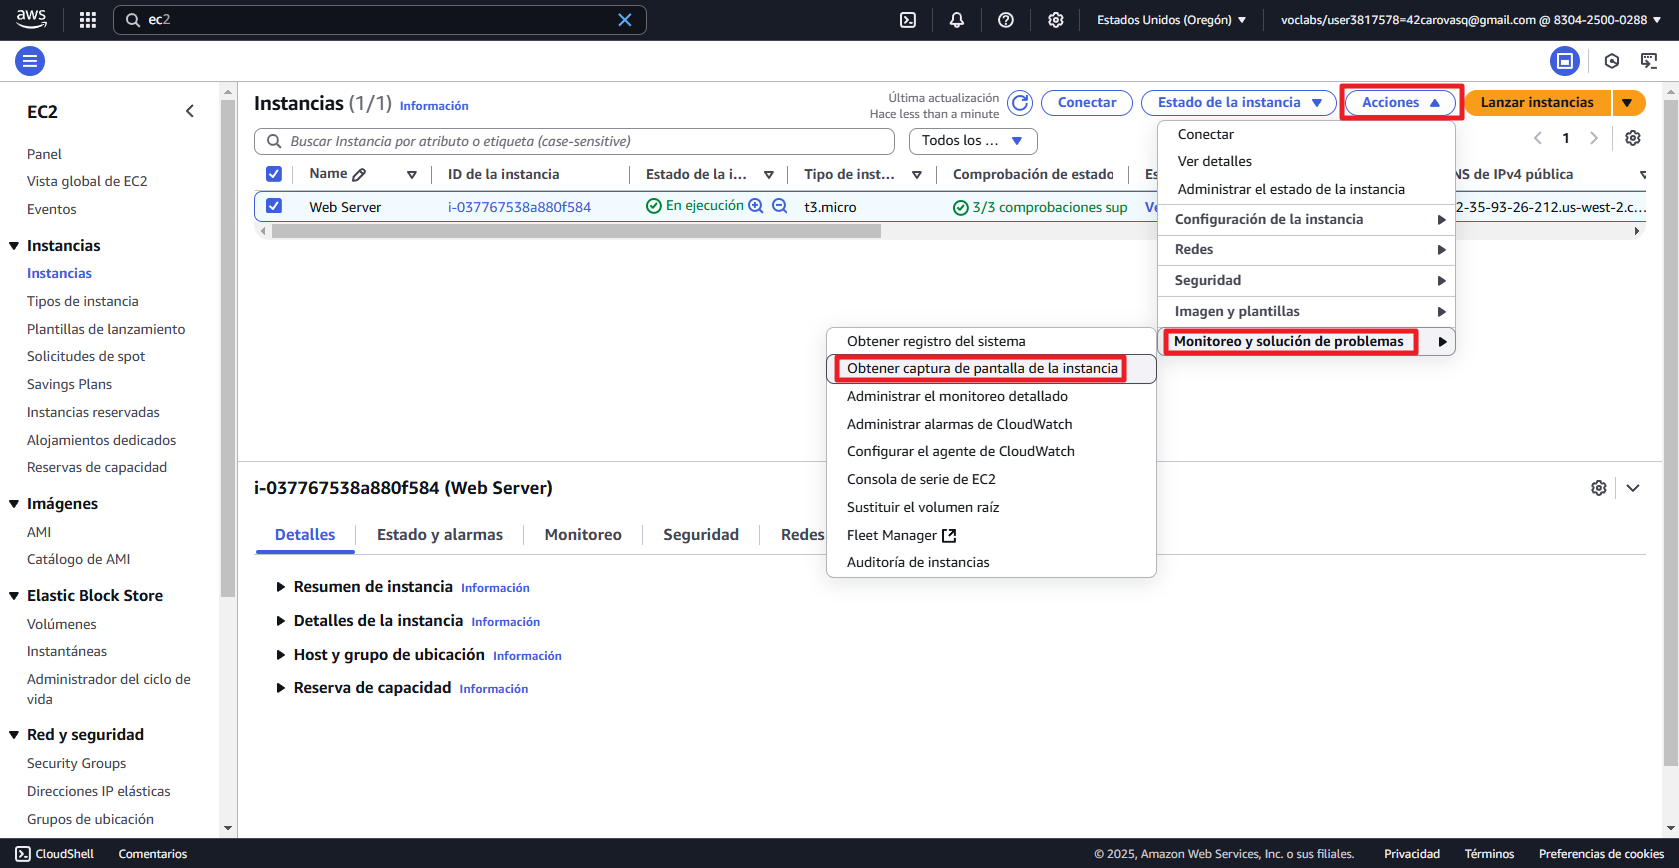 aws
ec2
Estados Unidos (Oregón)
voclabs/user3817578=42carovasq@gmail.com @ 8304-2500-0288
EC2
Panel
Vista global de EC2
Eventos
Instancias
Instancias
Tipos de instancia
Plantillas de lanzamiento
Solicitudes de spot
Savings Plans
Instancias reservadas
Alojamientos dedicados
Reservas de capacidad
Imágenes
AMI
Catálogo de AMI
Elastic Block Store
Volúmenes
Instantáneas
Administrador del ciclo de
vida
Red y seguridad
Security Groups
Direcciones IP elásticas
Grupos de ubicación
Instancias (1/1) Información
Última actualización
Hace less than a minute
Conectar
Estado de la instancia
Acciones
Lanzar instancias
Buscar Instancia por atributo o etiqueta (case-sensitive)
Todos los ...
1
Name
ID de la instancia
Estado de la i...
Tipo de inst...
Comprobación de estado
Es
NS de IPv4 pública
Web Server
i-037767538a880f584
En ejecución
t3.micro
3/3 comprobaciones sup
Ve
2-35-93-26-212.us-west-2.c...
Conectar
Ver detalles
Administrar el estado de la instancia
Configuración de la instancia
Redes
Seguridad
Imagen y plantillas
Monitoreo y solución de problemas
Obtener registro del sistema
Obtener captura de pantalla de la instancia
Administrar el monitoreo detallado
Administrar alarmas de CloudWatch
Configurar el agente de CloudWatch
Consola de serie de EC2
Sustituir el volumen raíz
Fleet Manager
Auditoría de instancias
i-037767538a880f584 (Web Server)
Detalles
Estado y alarmas
Monitoreo
Seguridad
Redes
Resumen de instancia Información
Detalles de la instancia Información
Host y grupo de ubicación Información
Reserva de capacidad Información
CloudShell
Comentarios
© 2025, Amazon Web Services, Inc. o sus filiales.
Privacidad
Términos
Preferencias de cookies